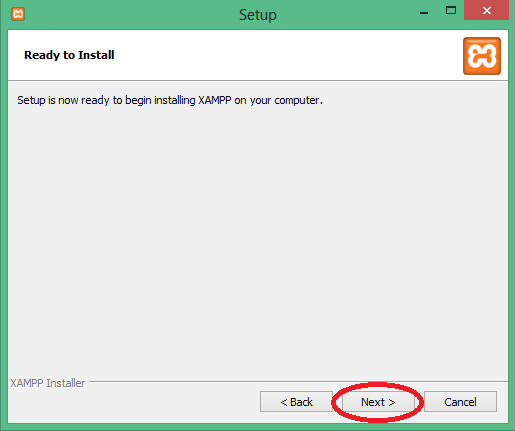 Setup
Ready to Install
Setup is now ready to begin installing XAMPP on your computer.
XAMPP Installer
< Back Next > Cancel